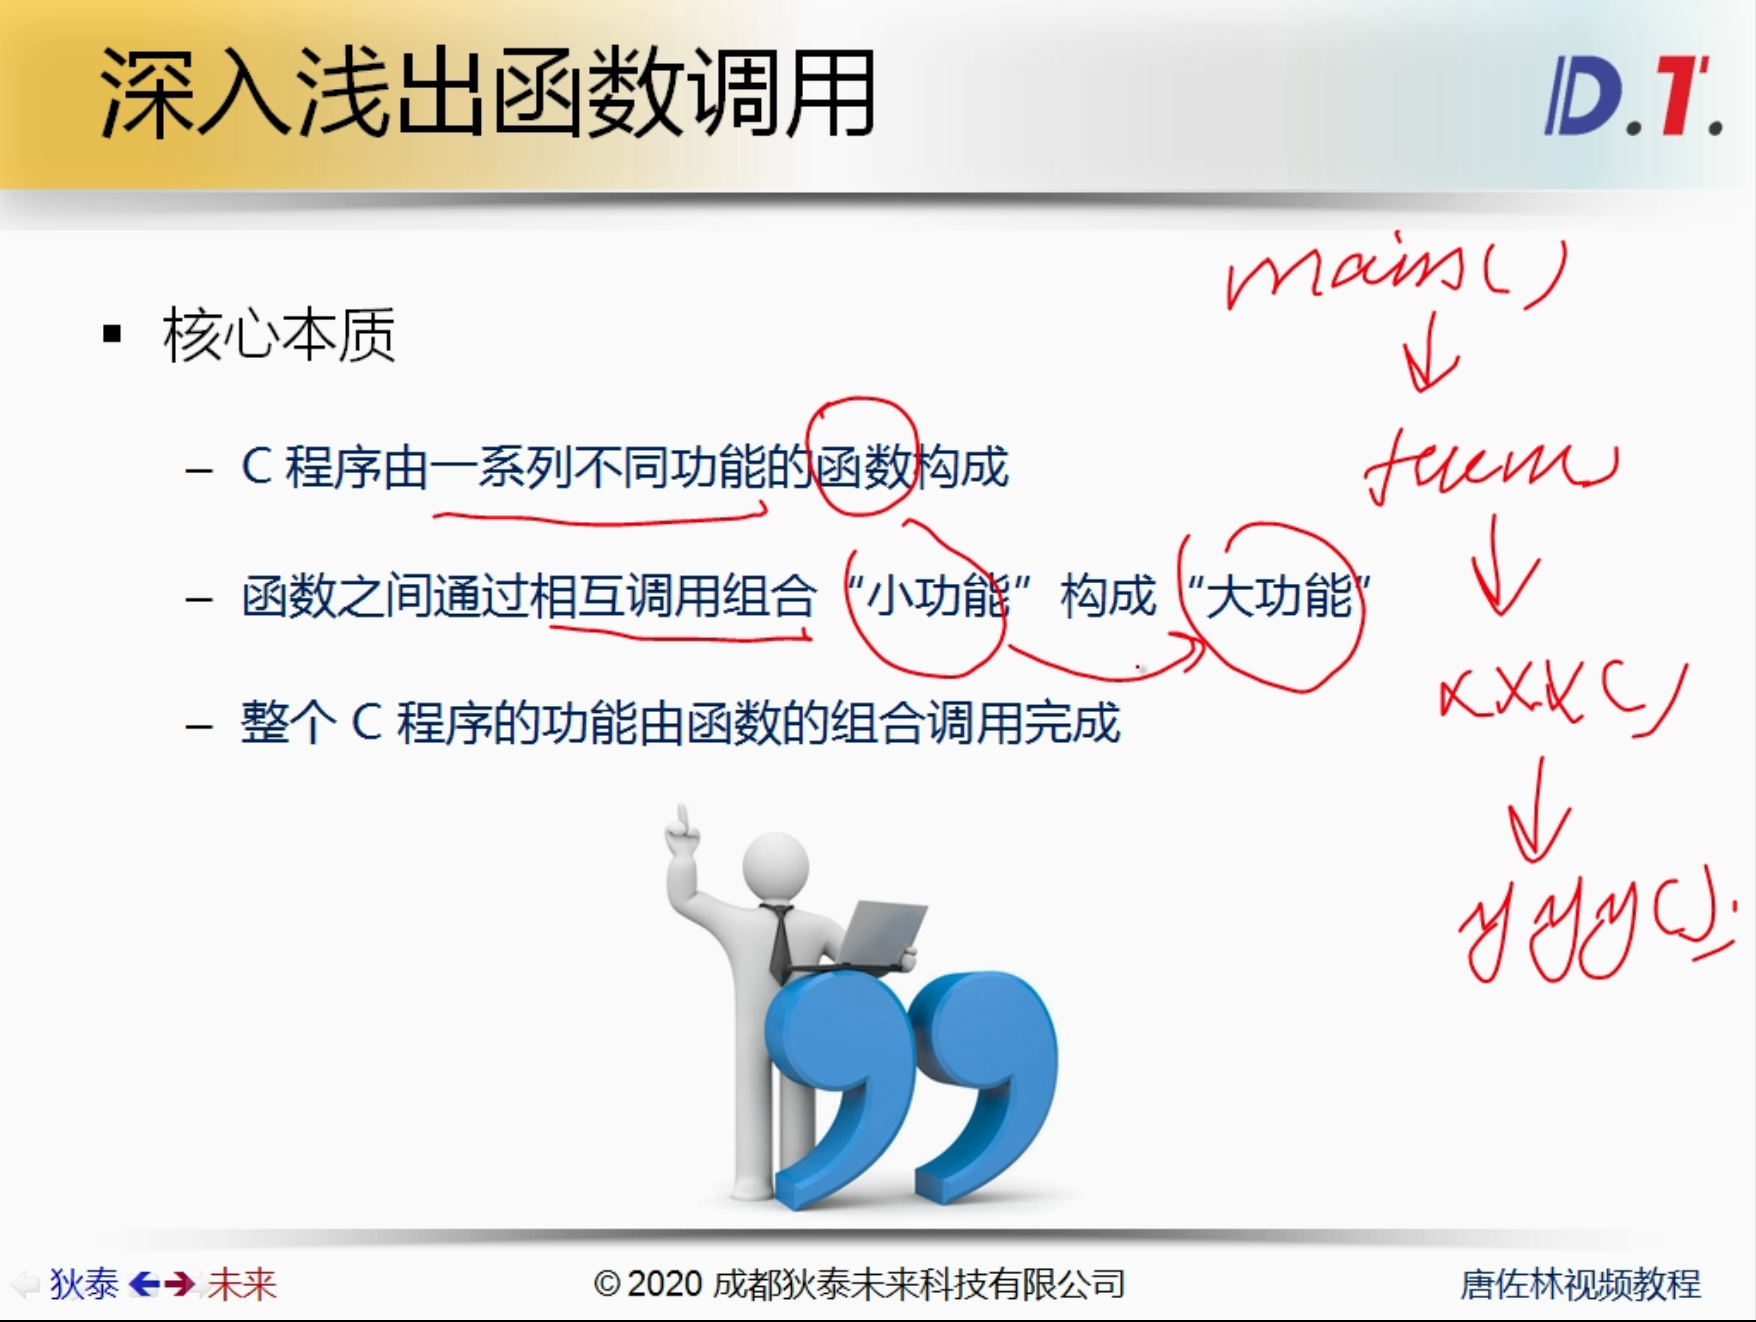 深入浅出函数调用
D.T.
核心本质
– C 程序由一系列不同功能的函数构成
– 函数之间通过相互调用组合“小功能”构成“大功能”
– 整个 C 程序的功能由函数的组合调用完成
main()
↓
↓
xxx()
↓
yyy().
狄泰 未来
© 2020 成都狄泰未来科技有限公司
唐佐林视频教程